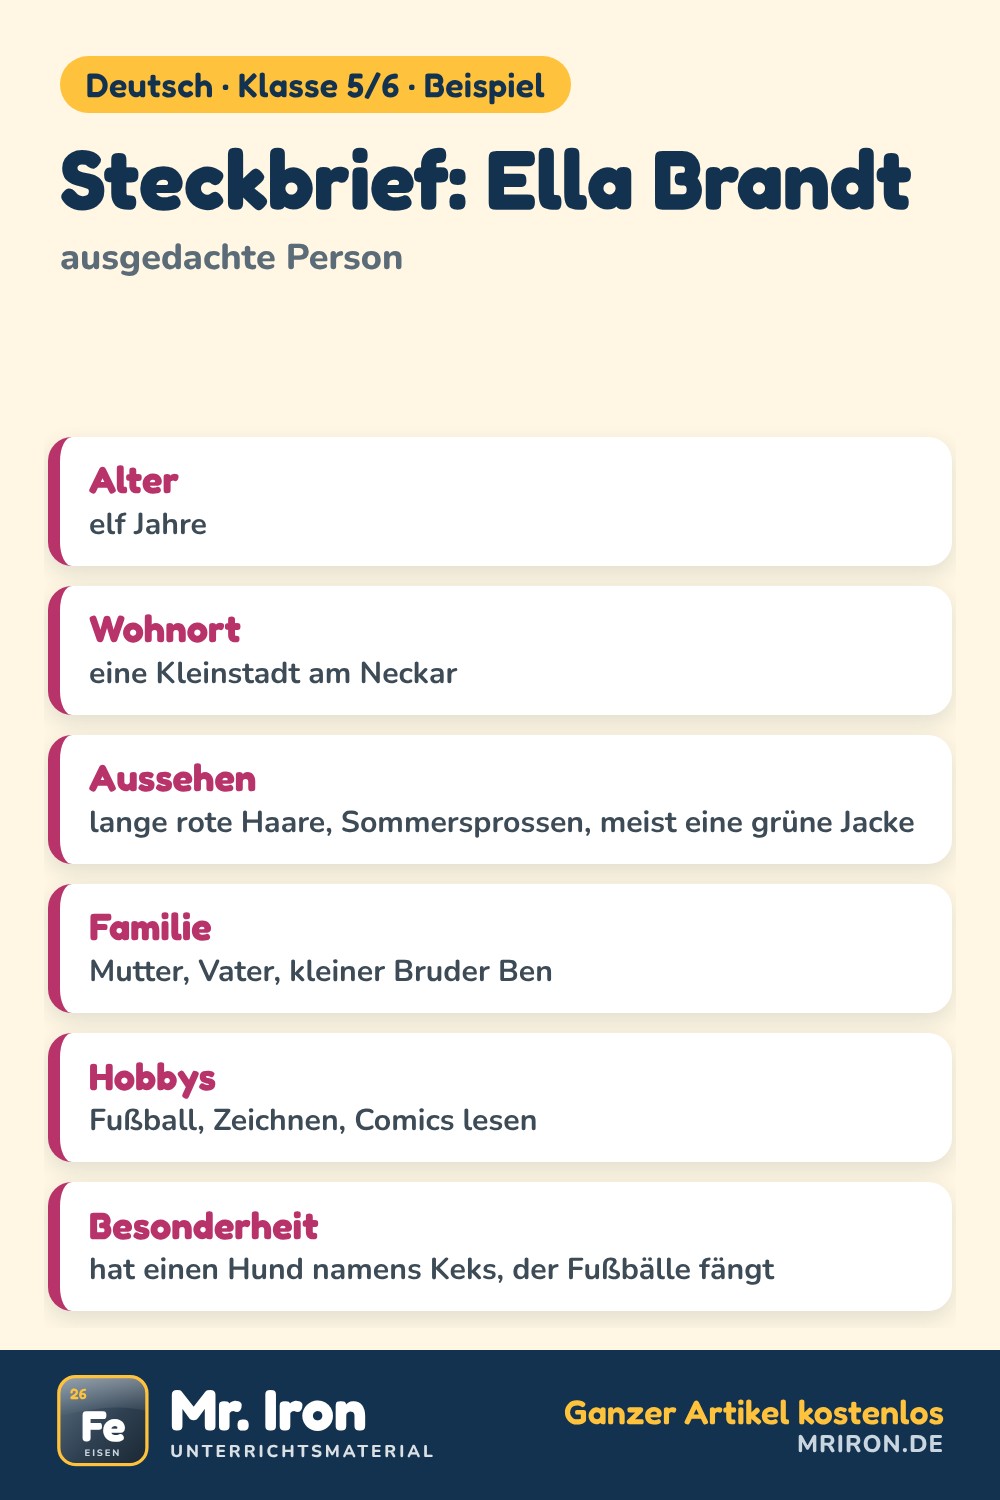 Deutsch · Klasse 5/6 · Beispiel
Steckbrief: Ella Brandt
ausgedachte Person
Alter
elf Jahre
Wohnort
eine Kleinstadt am Neckar
Aussehen
lange rote Haare, Sommersprossen, meist eine grüne Jacke
Familie
Mutter, Vater, kleiner Bruder Ben
Hobbys
Fußball, Zeichnen, Comics lesen
Besonderheit
hat einen Hund namens Keks, der Fußbälle fängt
26
Fe
EISEN
Mr. Iron
UNTERRICHTSMATERIAL
Ganzer Artikel kostenlos
MRIRON.DE